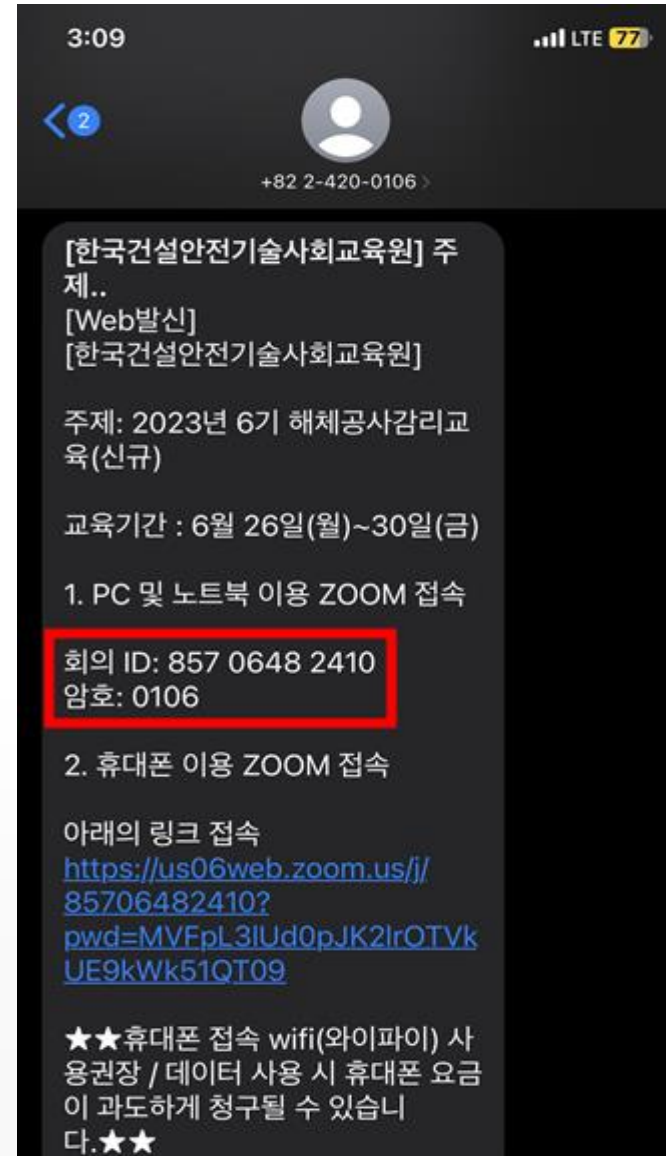 3:09
LTE 77
2
+82 2-420-0106
[한국건설안전기술사회교육원] 주
제..
[Web발신]
[한국건설안전기술사회교육원]
주제: 2023년 6기 해체공사감리교
육(신규)
교육기간 : 6월 26일(월)~30일(금)
1. PC 및 노트북 이용 ZOOM 접속
회의 ID: 857 0648 2410
암호: 0106
2. 휴대폰 이용 ZOOM 접속
아래의 링크 접속
https://us06web.zoom.us/j/
85706482410?
pwd=MVFpL3lUd0pJK2lrOTVk
UE9kWk51QT09
★★휴대폰 접속 wifi(와이파이) 사
용권장 / 데이터 사용 시 휴대폰 요금
이 과도하게 청구될 수 있습니
다.★★